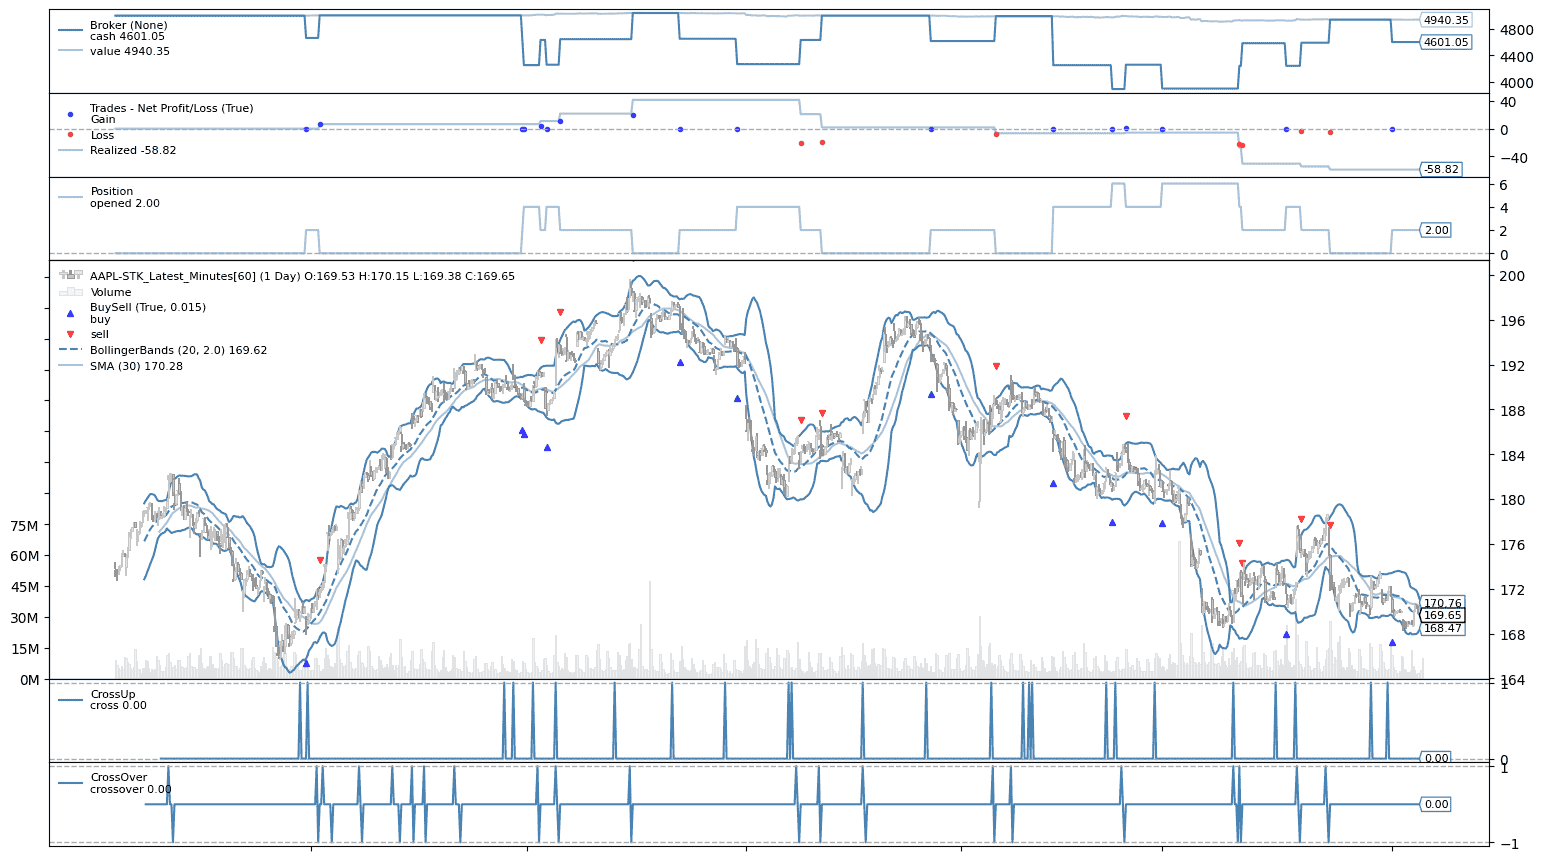 Broker (None)
cash 4601.05
value 4940.35
4940.35
4800
4601.05
4400
4000
Trades - Net Profit/Loss (True)
Gain
Loss
Realized -58.82
40
0
−40
-58.82
Position
opened 2.00
6
4
2
2.00
0
AAPL-STK_Latest_Minutes[60] (1 Day) O:169.53 H:170.15 L:169.38 C:169.65
Volume
BuySell (True, 0.015)
buy
sell
BollingerBands (20, 2.0) 169.62
SMA (30) 170.28
200
196
192
188
184
180
176
172
168
164
170.76
169.65
168.47
75M
60M
45M
30M
15M
0M
CrossUp
cross 0.00
1
0.00
0
CrossOver
crossover 0.00
1
0.00
−1